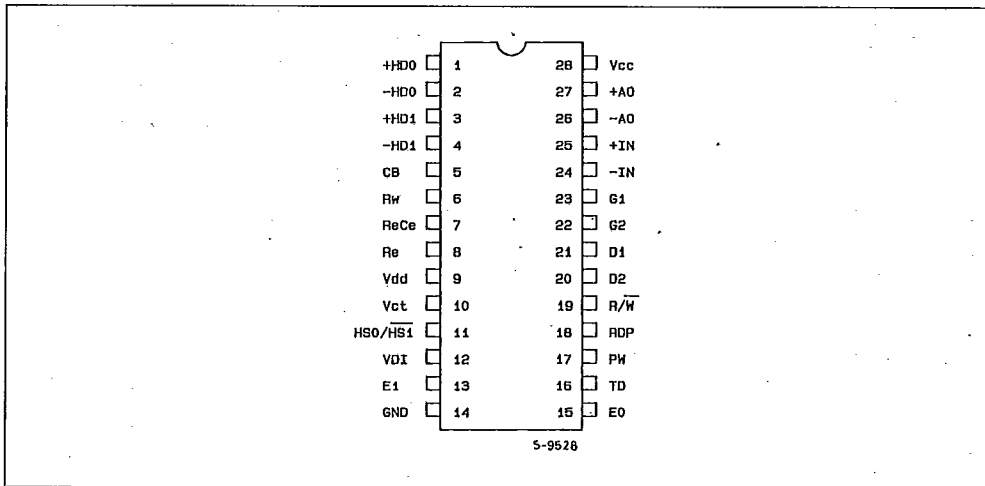 +HD0 1 28 Vcc
-HD0 2 27 +A0
+HD1 3 26 -A0
-HD1 4 25 +IN
CB 5 24 -IN
RW 6 23 G1
ReCe 7 22 G2
Re 8 21 D1
Vdd 9 20 D2
Vct 10 19 R/W̅
HS0/H̅S̅1̅ 11 18 RDP
VDI 12 17 PW
E1 13 16 TD
GND 14 15 E0
S-9528